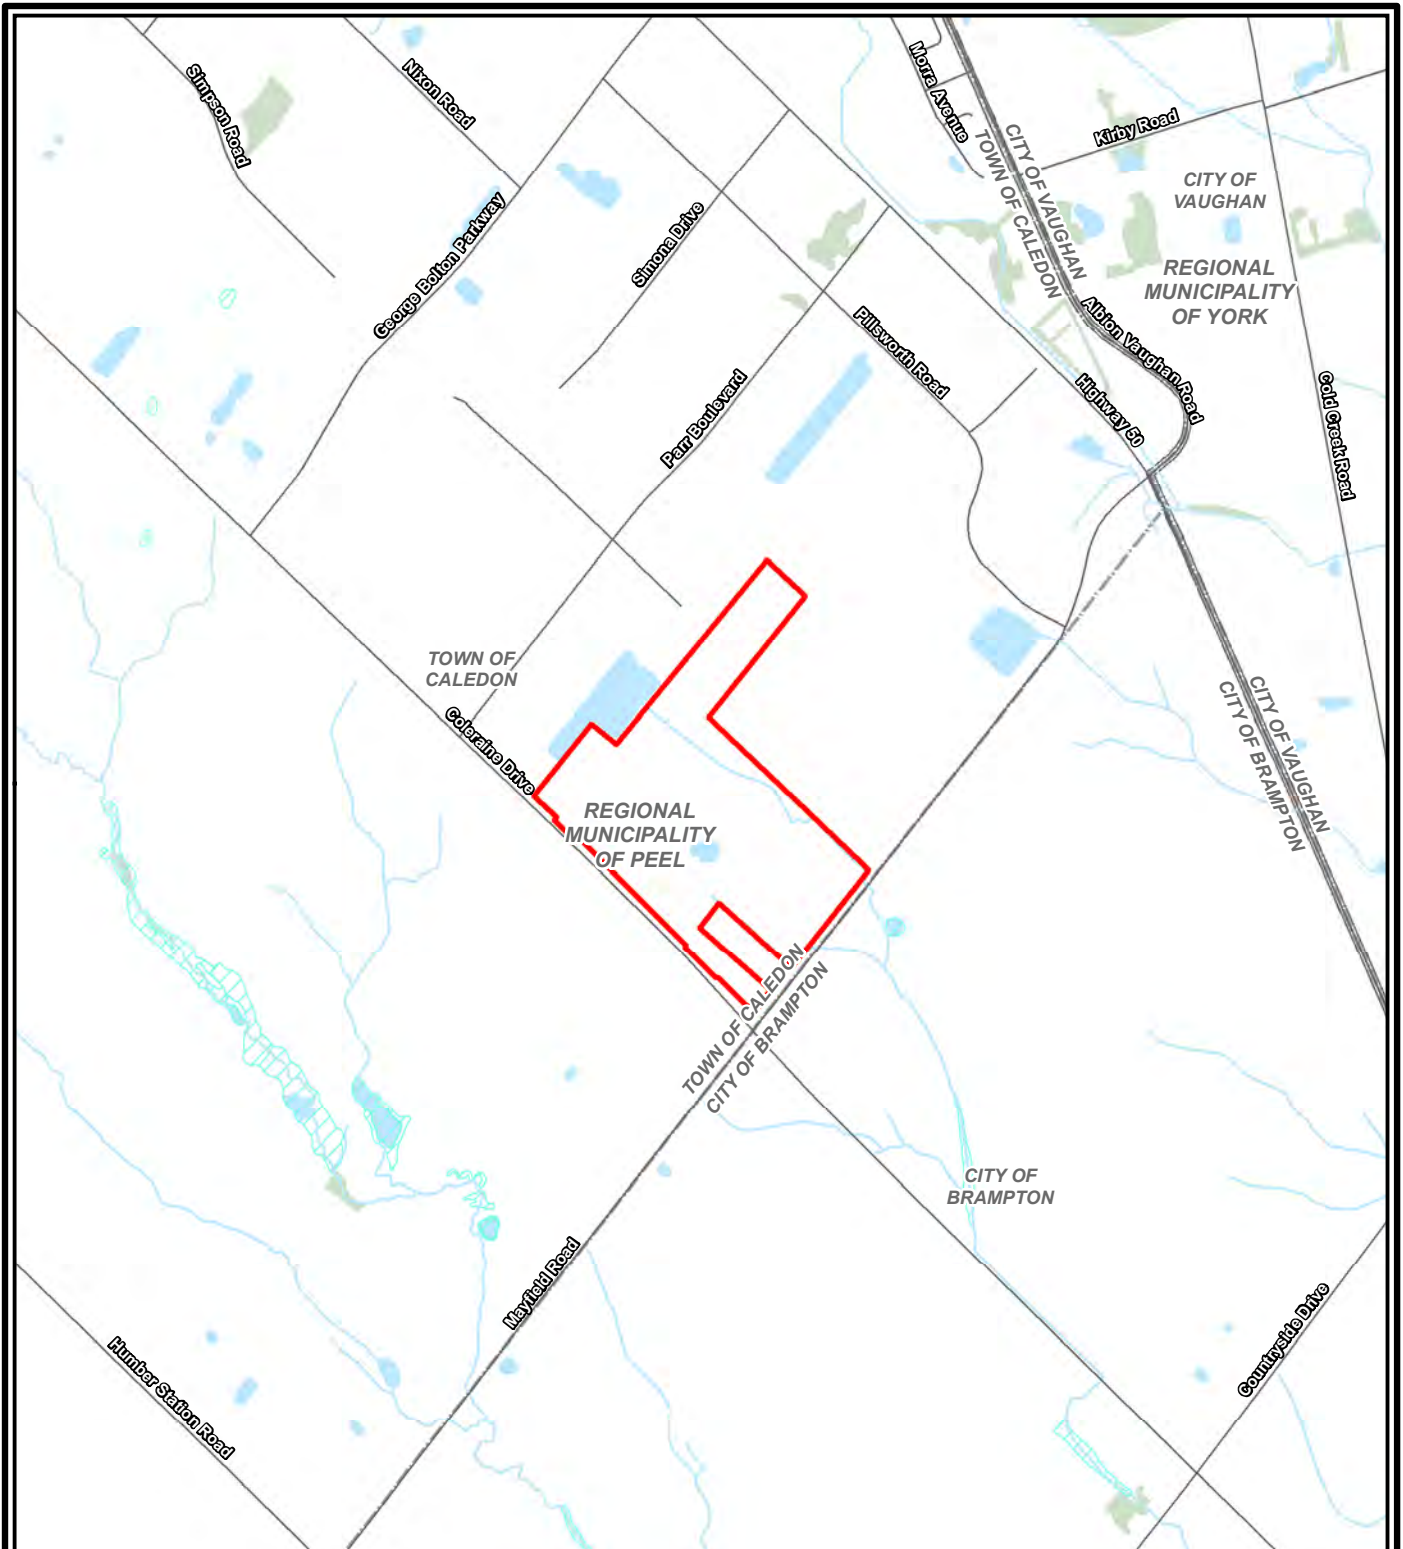 Simpson Road
Nixon Road
Morra Avenue
Kirby Road
CITY OF VAUGHAN
TOWN OF CALEDON
CITY OF
VAUGHAN
George Bolton Parkway
Simona Drive
REGIONAL
MUNICIPALITY
OF YORK
Albion Vaughan Road
Pillsworth Road
Highway 50
Cold Creek Road
Parr Boulevard
TOWN OF
CALEDON
Coleraine Drive
CITY OF VAUGHAN
CITY OF BRAMPTON
REGIONAL
MUNICIPALITY
OF PEEL
TOWN OF CALEDON
CITY OF BRAMPTON
CITY OF
BRAMPTON
Mayfield Road
Humber Station Road
Countryside Drive